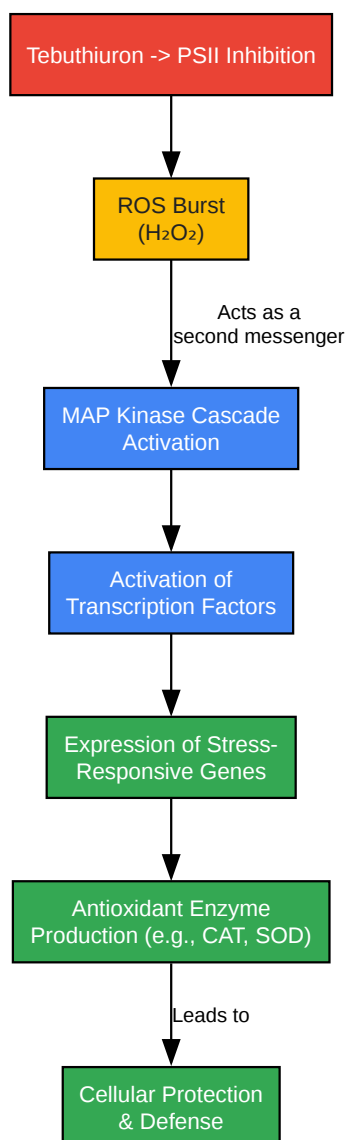 Tebuthiuron -> PSII Inhibition
ROS Burst
(H₂O₂)
Acts as a
second messenger
MAP Kinase Cascade
Activation
Activation of
Transcription Factors
Expression of Stress-
Responsive Genes
Antioxidant Enzyme
Production (e.g., CAT, SOD)
Leads to
Cellular Protection
& Defense